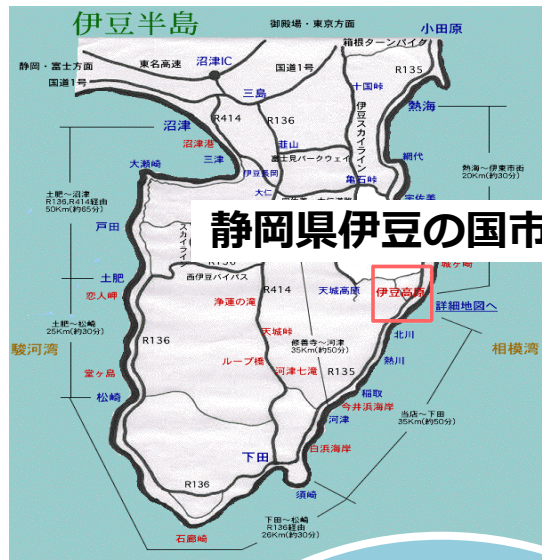 伊豆半島
御殿場・東京方面
小田原
箱根ターンパイク
静岡・富士方面
東名高速
沼津IC
国道1号
国道1号
R135
三島
十国峠
熱海
R414
R136
伊豆スカイライン
沼津
沼津港
韮山
三津
富士見パークウェイ
網代
大瀬崎
伊豆長岡
亀石峠
熱海〜伊東市街
20Km(約30分)
土肥〜沼津
R136,R414経由
50Km(約65分)
大仁
宇佐美
戸田
スカイライン
静岡県伊豆の国市
R136
城ヶ崎
土肥
西伊豆バイパス
恋人岬
浄蓮の滝
R414
天城高原
伊豆高原
詳細地図へ
土肥〜松崎
25Km(約30分)
天城峠
修善寺〜河津
35Km(約50分)
北川
駿河湾
R136
ループ橋
熱川
相模湾
堂ヶ島
河津七滝
R135
稲取
松崎
今井浜海岸
河津
当店〜下田
35Km(約50分)
白浜海岸
下田
R136
須崎
下田〜松崎
R136経由
26Km(約30分)
石廊崎